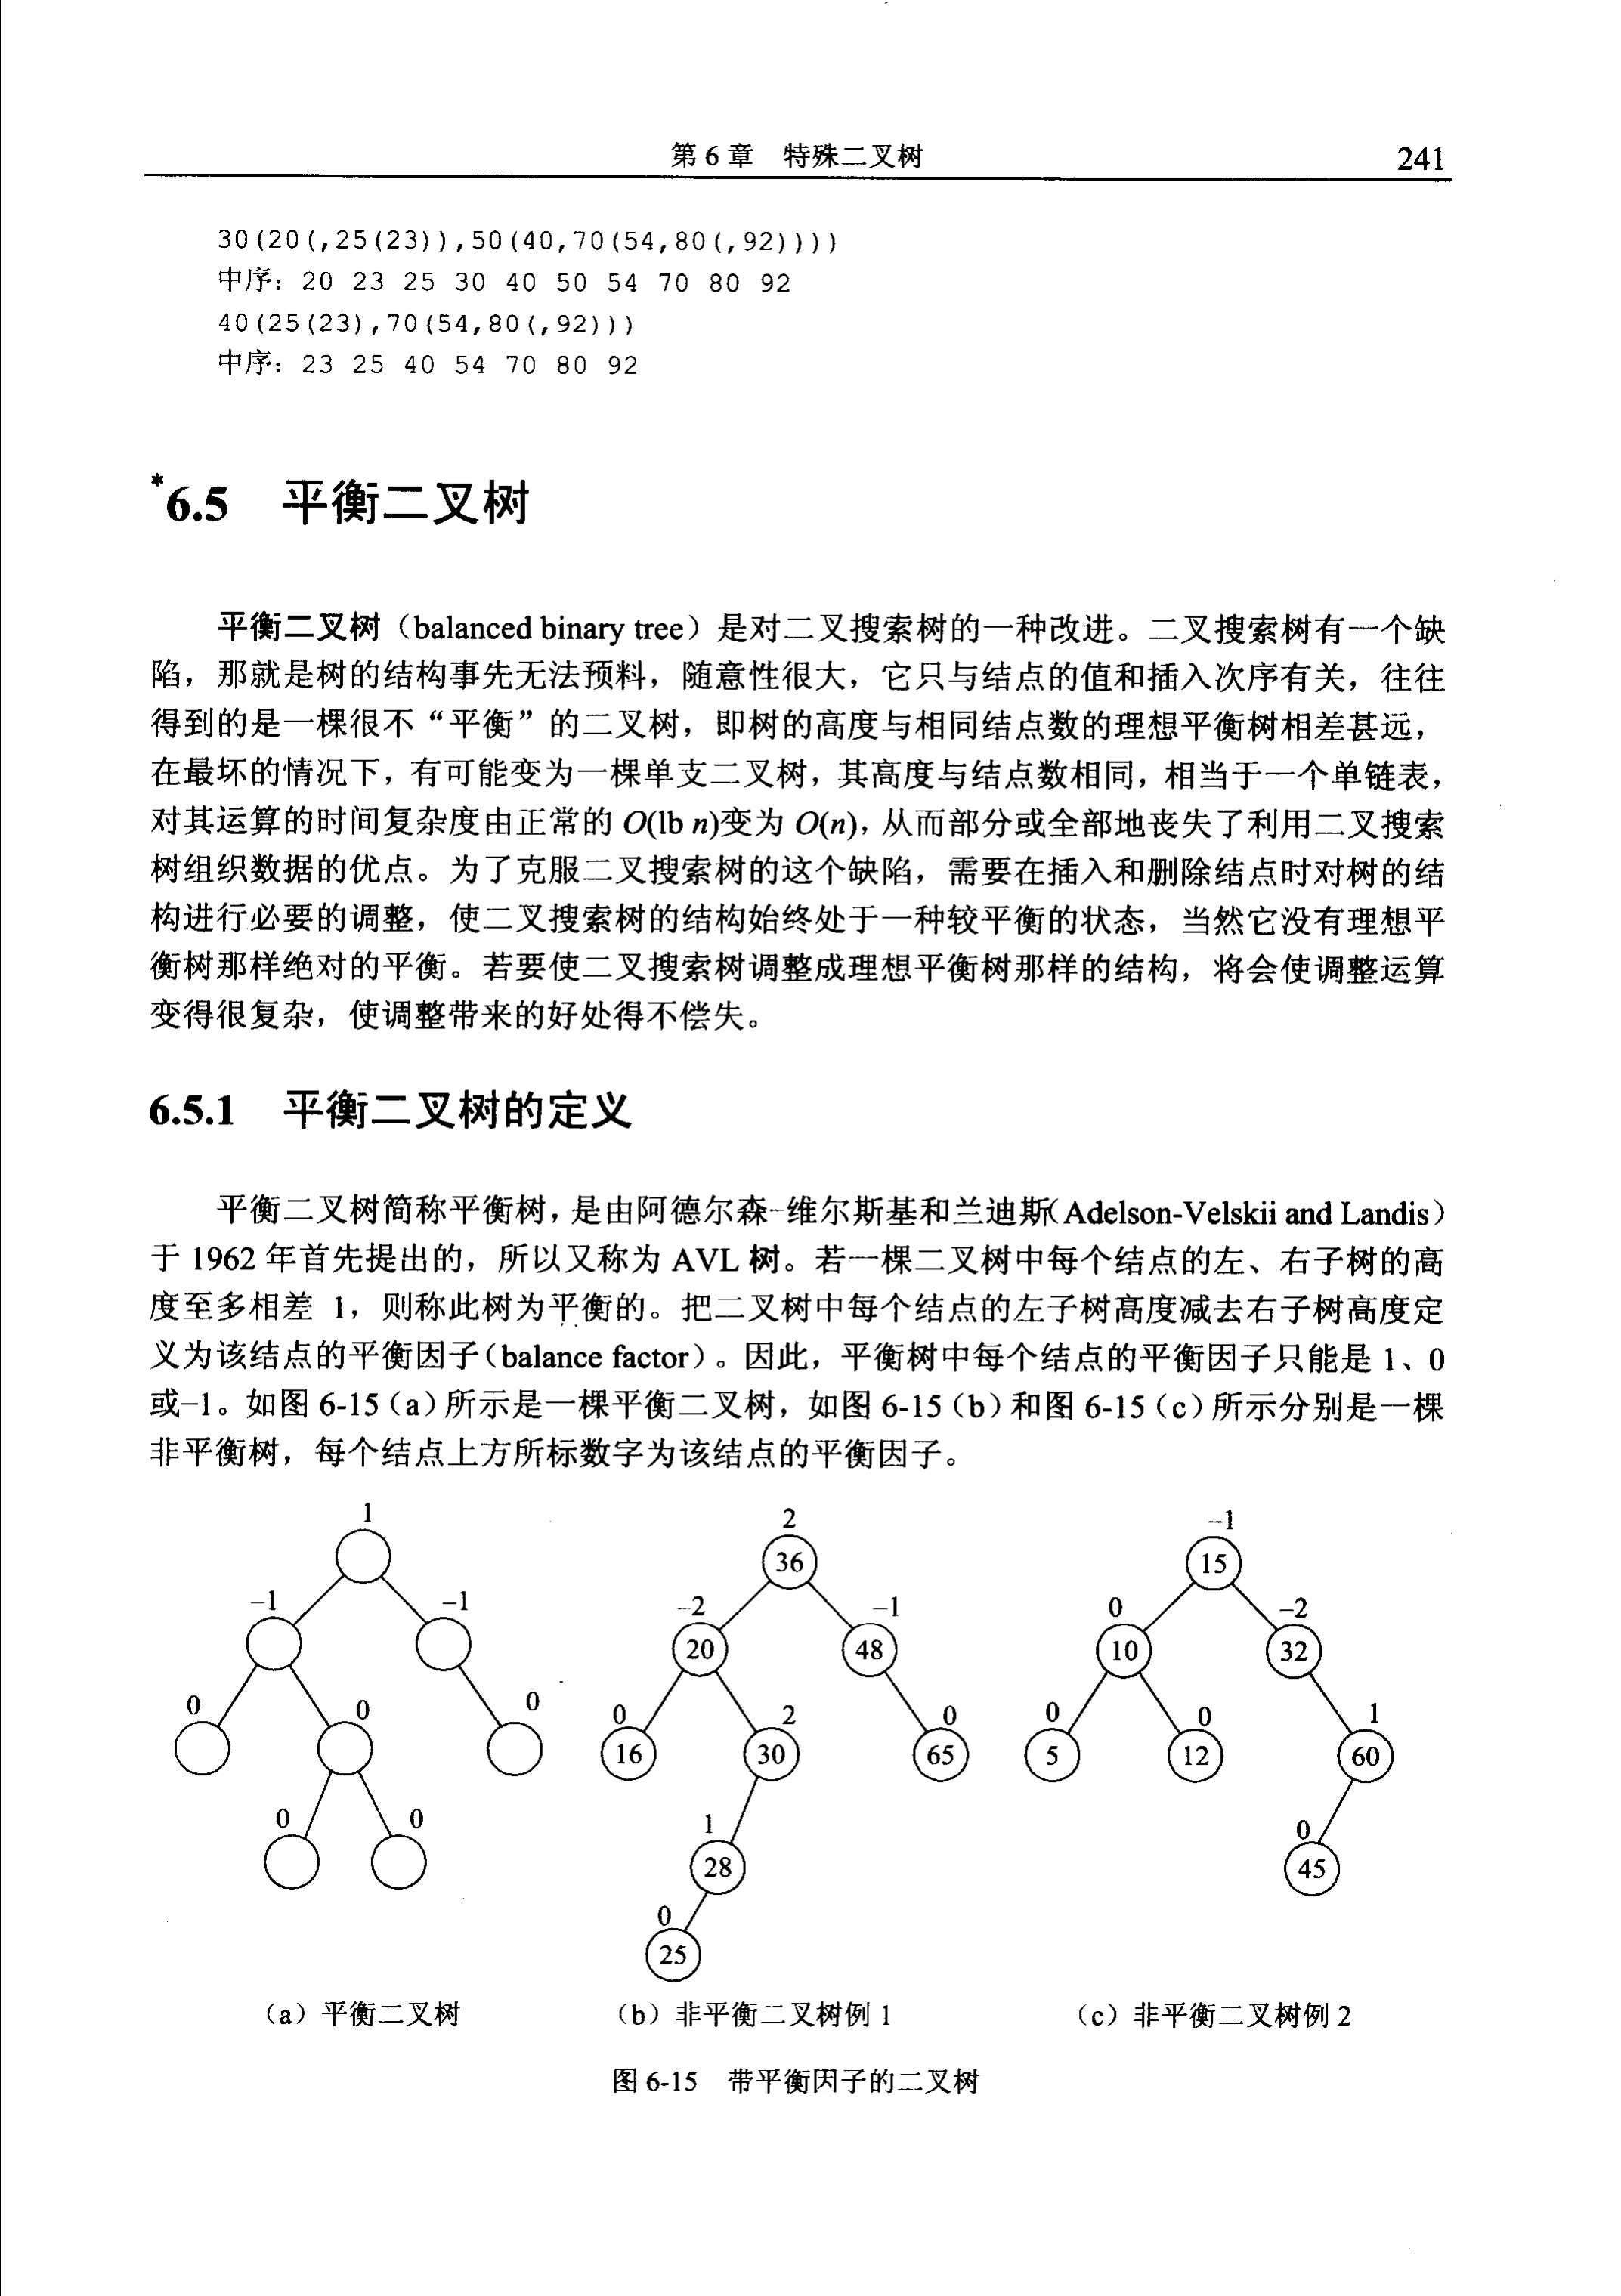 第 6 章　特殊二叉树　241
30(20(,25(23)),50(40,70(54,80(,92))))
中序: 20 23 25 30 40 50 54 70 80 92
40(25(23),70(54,80(,92)))
中序: 23 25 40 54 70 80 92
*6.5　平衡二叉树
平衡二叉树（balanced binary tree）是对二叉搜索树的一种改进。二叉搜索树有一个缺
陷，那就是树的结构事先无法预料，随意性很大，它只与结点的值和插入次序有关，往往
得到的是一棵很不“平衡”的二叉树，即树的高度与相同结点数的理想平衡树相差甚远，
在最坏的情况下，有可能变为一棵单支二叉树，其高度与结点数相同，相当于一个单链表，
对其运算的时间复杂度由正常的 O(lb n)变为 O(n)，从而部分或全部地丧失了利用二叉搜索
树组织数据的优点。为了克服二叉搜索树的这个缺陷，需要在插入和删除结点时对树的结
构进行必要的调整，使二叉搜索树的结构始终处于一种较平衡的状态，当然它没有理想平
衡树那样绝对的平衡。若要使二叉搜索树调整成理想平衡树那样的结构，将会使调整运算
变得很复杂，使调整带来的好处得不偿失。
6.5.1　平衡二叉树的定义
平衡二叉树简称平衡树，是由阿德尔森-维尔斯基和兰迪斯（Adelson-Velskii and Landis）
于 1962 年首先提出的，所以又称为 AVL 树。若一棵二叉树中每个结点的左、右子树的高
度至多相差 1，则称此树为平衡的。把二叉树中每个结点的左子树高度减去右子树高度定
义为该结点的平衡因子（balance factor）。因此，平衡树中每个结点的平衡因子只能是 1、0
或-1。如图 6-15（a）所示是一棵平衡二叉树，如图 6-15（b）和图 6-15（c）所示分别是一棵
非平衡树，每个结点上方所标数字为该结点的平衡因子。
1
-1 -1
0 0 0
0 0
（a）平衡二叉树
2
36
-2 -1
20 48
0 2 0
16 30 65
1
28
0
25
（b）非平衡二叉树例 1
-1
15
0 -2
10 32
0 0 1
5 12 60
0
45
（c）非平衡二叉树例 2
图 6-15　带平衡因子的二叉树